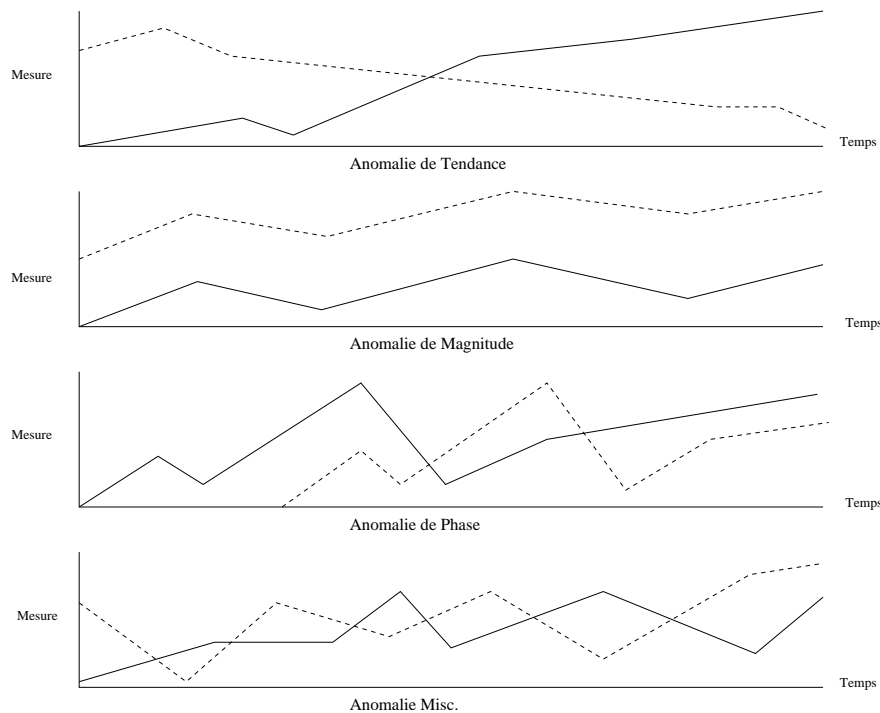 Mesure
Temps
Anomalie de Tendance
Mesure
Temps
Anomalie de Magnitude
Mesure
Temps
Anomalie de Phase
Mesure
Temps
Anomalie Misc.